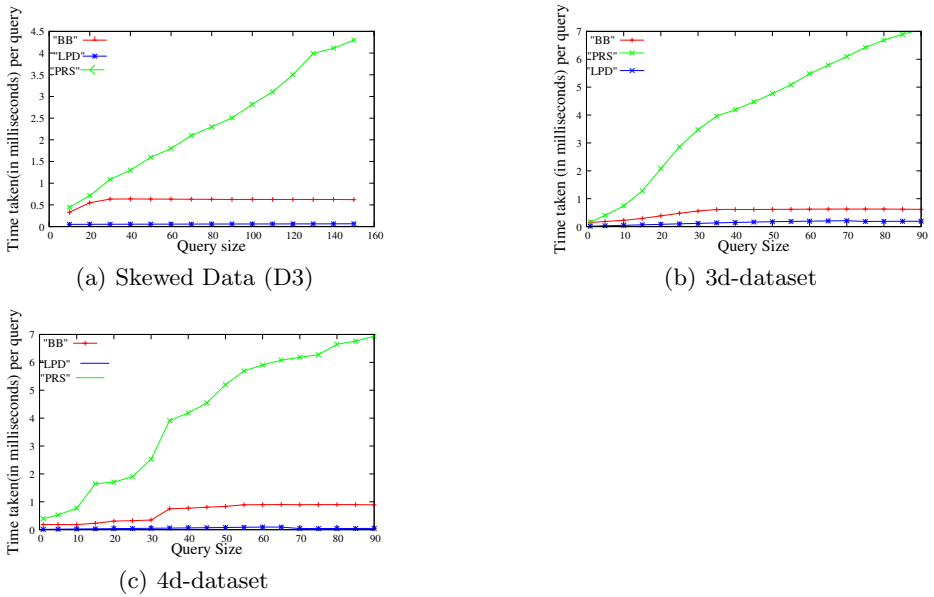 Time taken(in milliseconds) per query
4.5
4
3.5
3
2.5
2
1.5
1
0.5
0
"BB"
"LPD"
"PRS"
0 20 40 60 80 100 120 140 160
Query size
(a) Skewed Data (D3)
Time taken (in milliseconds) per query
7
6
5
4
3
2
1
0
"BB"
"PRS"
"LPD"
0 10 20 30 40 50 60 70 80 90
Query Size
(b) 3d-dataset
Time taken(in milliseconds) per query
7
6
5
4
3
2
1
0
"BB"
"LPD"
"PRS"
0 10 20 30 40 50 60 70 80 90
Query Size
(c) 4d-dataset